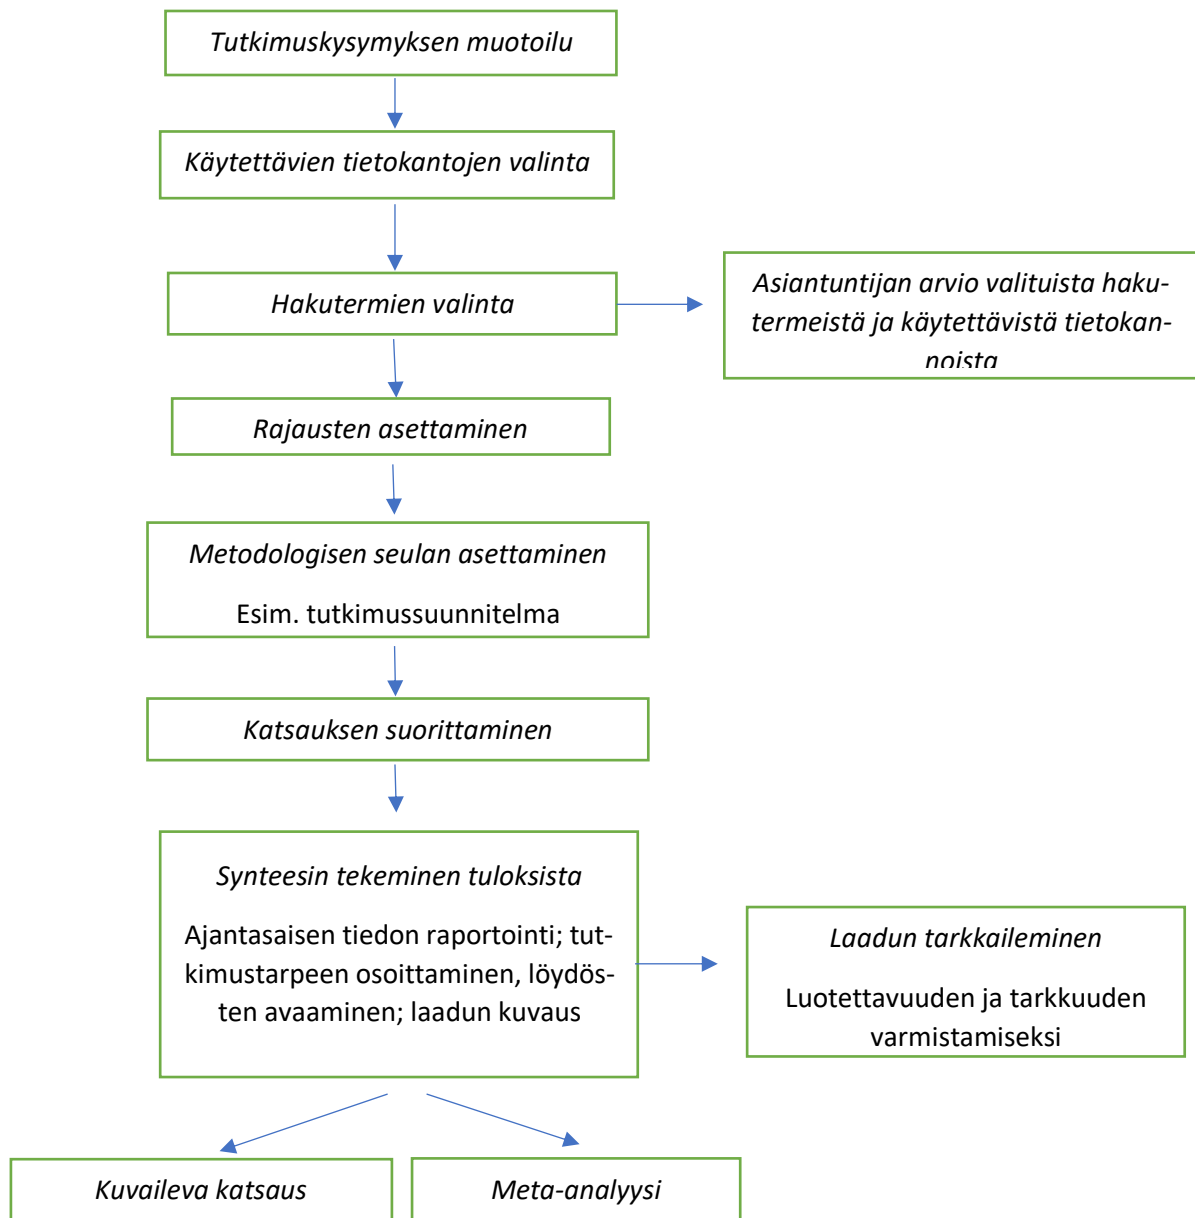 Tutkimuskysymyksen muotoilu
Käytettävien tietokantojen valinta
Hakutermien valinta
Asiantuntijan arvio valituista haku-
termeistä ja käytettävistä tietokan-
noista
Rajausten asettaminen
Metodologisen seulan asettaminen
Esim. tutkimussuunnitelma
Katsauksen suorittaminen
Synteesin tekeminen tuloksista
Ajantasaisen tiedon raportointi; tut-
kimustarpeen osoittaminen, löydös-
ten avaaminen; laadun kuvaus
Laadun tarkkaileminen
Luotettavuuden ja tarkkuuden
varmistamiseksi
Kuvaileva katsaus
Meta-analyysi